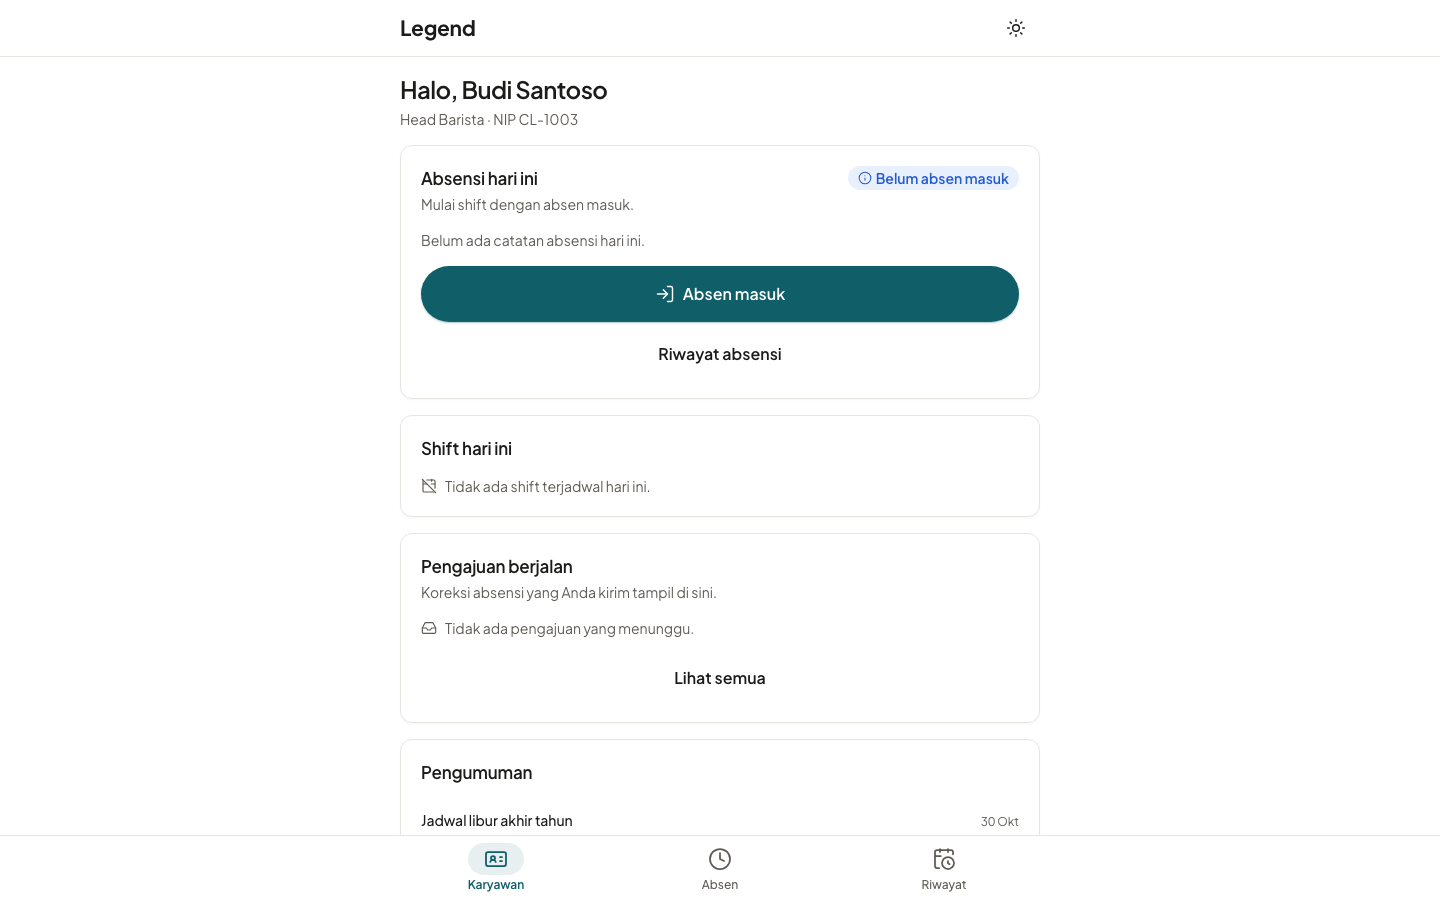 Legend
Halo, Budi Santoso
Head Barista · NIP CL-1003
Absensi hari ini
Belum absen masuk
Mulai shift dengan absen masuk.
Belum ada catatan absensi hari ini.
Absen masuk
Riwayat absensi
Shift hari ini
Tidak ada shift terjadwal hari ini.
Pengajuan berjalan
Koreksi absensi yang Anda kirim tampil di sini.
Tidak ada pengajuan yang menunggu.
Lihat semua
Pengumuman
Jadwal libur akhir tahun
30 Okt
Karyawan
Absen
Riwayat